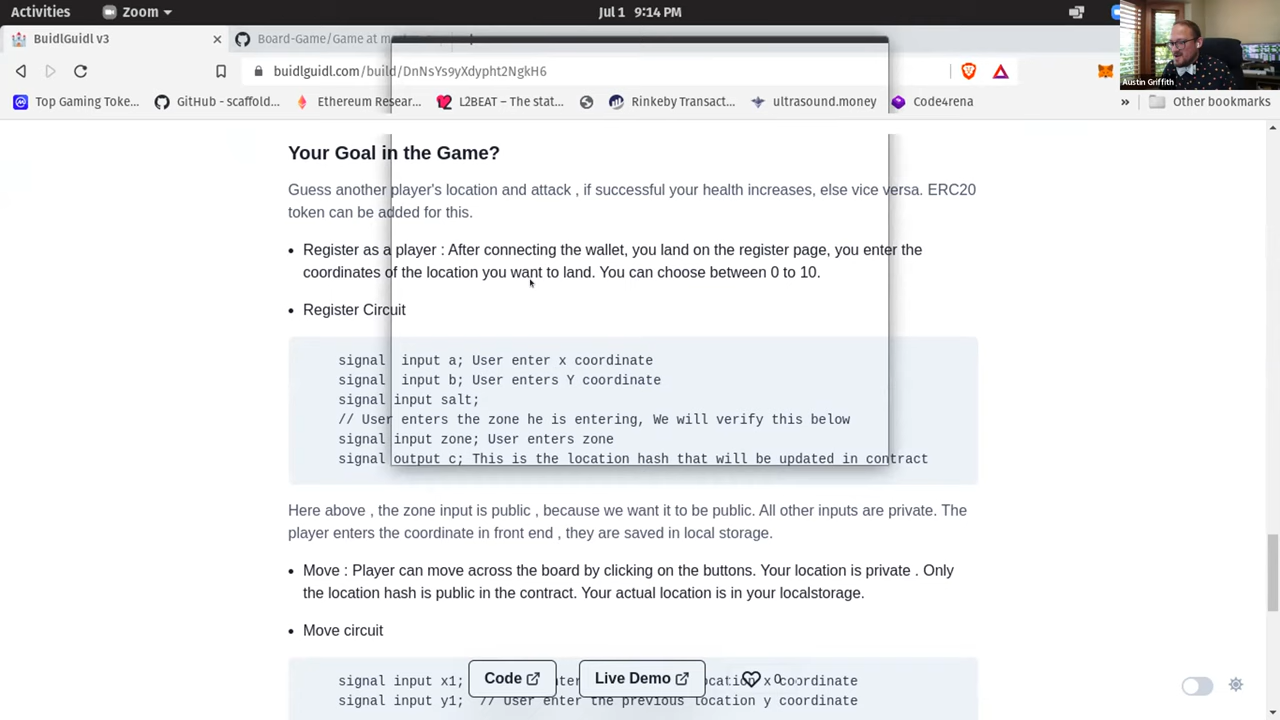 Activities
Zoom
Jul 1 9:14 PM
BuidlGuidl v3
Board-Game/Game at m
buidlguidl.com/build/DnNsYs9yXdypht2NgkH6
Austin Griffith
Top Gaming Toke...
GitHub - scaffold...
Ethereum Resear...
L2BEAT – The stat...
Rinkeby Transact...
ultrasound.money
Code4rena
»
Other bookmarks
Your Goal in the Game?
Guess another player's location and attack , if successful your health increases, else vice versa. ERC20
token can be added for this.
• Register as a player : After connecting the wallet, you land on the register page, you enter the
coordinates of the location you want to land. You can choose between 0 to 10.
• Register Circuit
signal  input a; User enter x coordinate
signal  input b; User enters Y coordinate
signal input salt;
// User enters the zone he is entering, We will verify this below
signal input zone; User enters zone
signal output c; This is the location hash that will be updated in contract
Here above , the zone input is public , because we want it to be public. All other inputs are private. The
player enters the coordinate in front end , they are saved in local storage.
• Move : Player can move across the board by clicking on the buttons. Your location is private . Only
the location hash is public in the contract. Your actual location is in your localstorage.
• Move circuit
Code
Live Demo
0
signal input x1; coordinate
signal input y1;  // User enter the previous location y coordinate